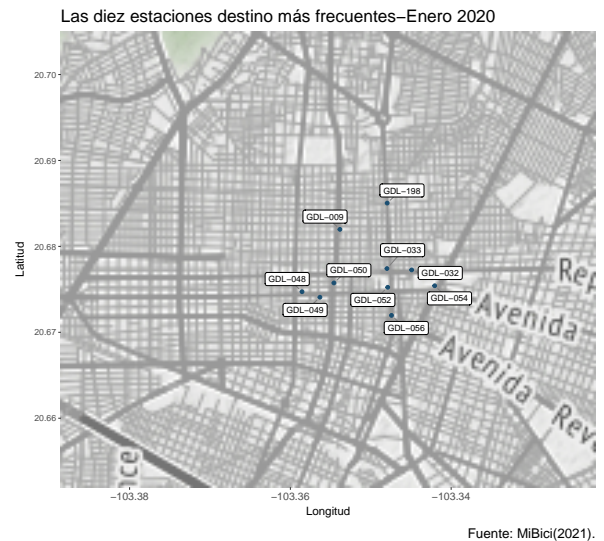 Las diez estaciones destino más frecuentes−Enero 2020
20.70
20.69
20.68
20.67
20.66
Latitud
GDL−198
GDL−009
GDL−033
GDL−050
GDL−032
GDL−048
GDL−052
GDL−054
GDL−049
GDL−056
Avenida
Avenida
−103.38
−103.36
−103.34
Longitud
Fuente: MiBici(2021).